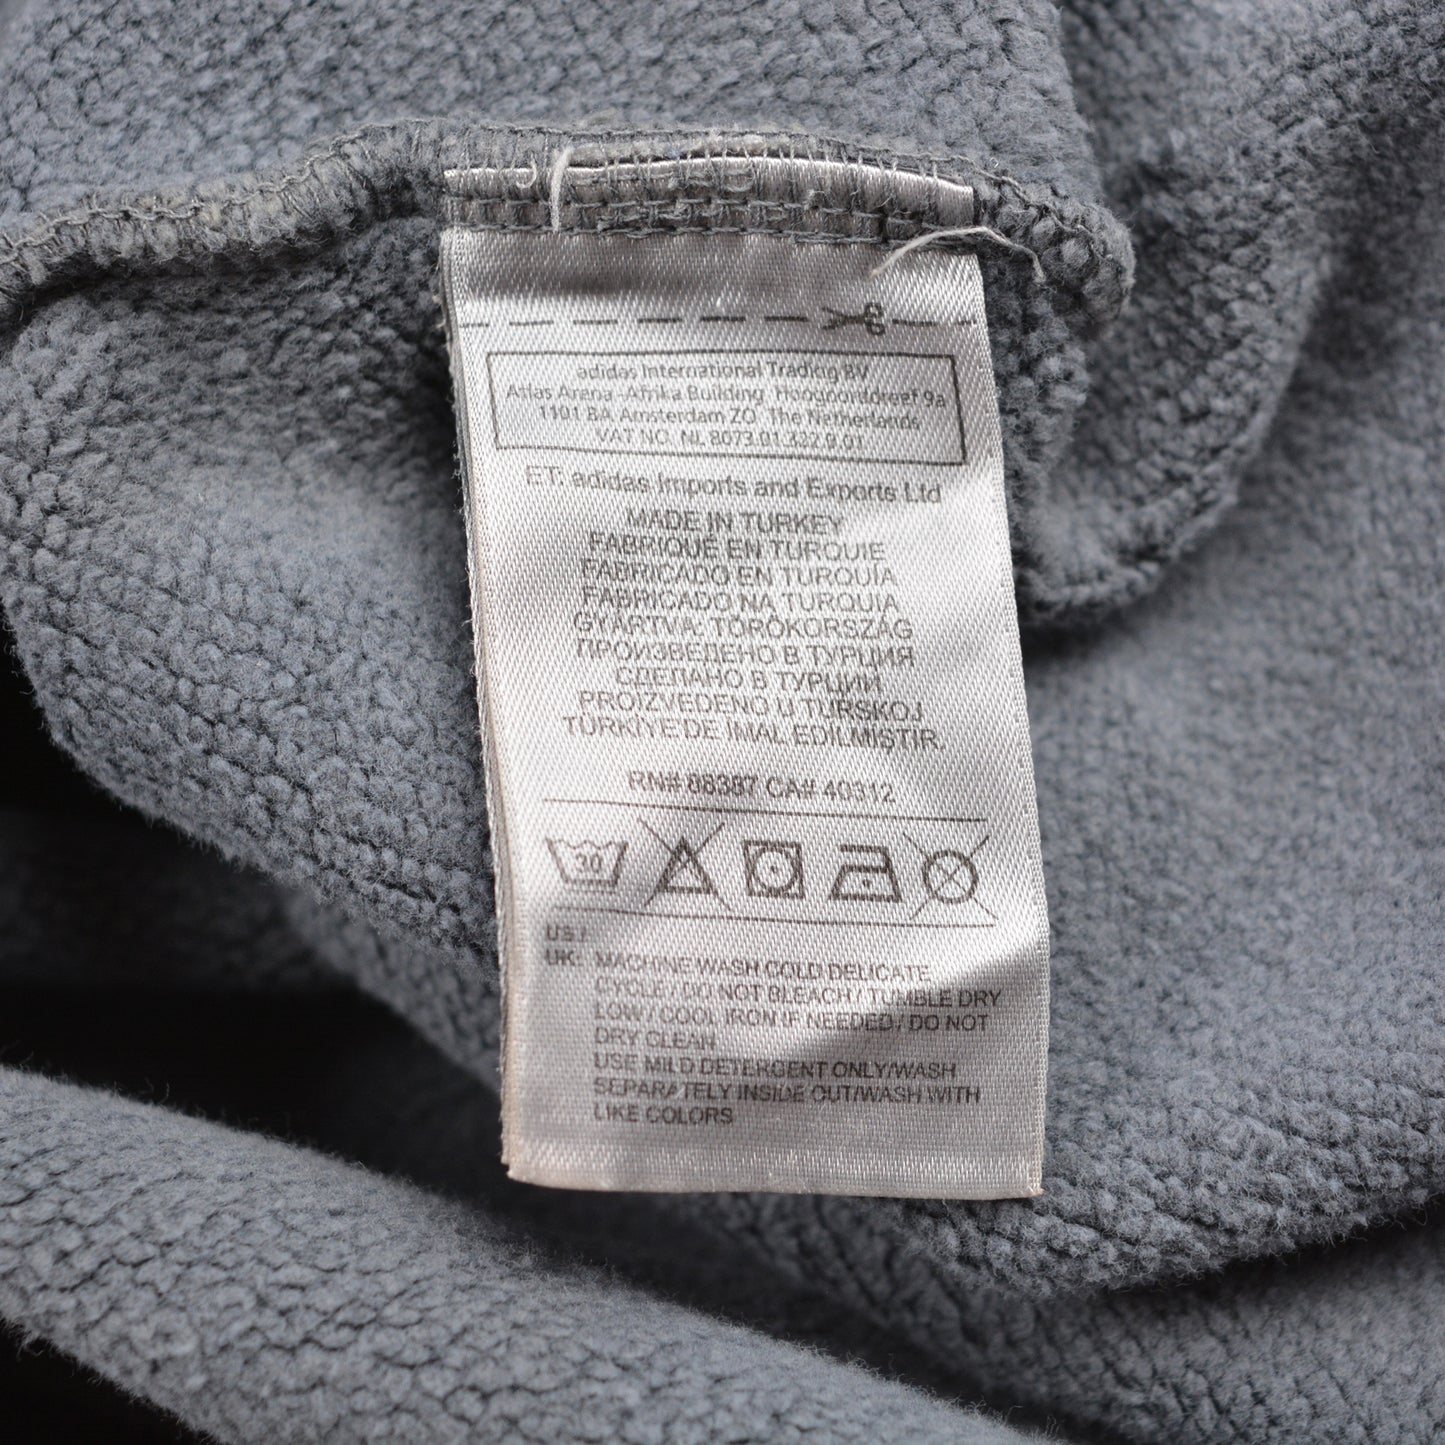 adidas International Trading BV
Atlas Arena -Afrika Building Hoogoorddreef 9a
1101 BA Amsterdam ZO The Netherlands
VAT NO. NL 8073.01.322.B.01
ET: adidas Imports and Exports Ltd
MADE IN TURKEY
FABRIQUÉ EN TURQUIE
FABRICADO EN TURQUÍA
FABRICADO NA TURQUIA
GYÁRTVA: TÖRÖKORSZÁG
ПРОИЗВЕДЕНО В ТУРЦИЯ
СДЕЛАНО В ТУРЦИИ
PROIZVEDENO U TURSKOJ
TÜRKİYE'DE İMAL EDİLMİŞTİR.
RN# 88387 CA# 40312
30
US /
UK: MACHINE WASH COLD DELICATE
CYCLE / DO NOT BLEACH / TUMBLE DRY
LOW / COOL IRON IF NEEDED / DO NOT
DRY CLEAN
USE MILD DETERGENT ONLY/WASH
SEPARATELY INSIDE OUT/WASH WITH
LIKE COLORS